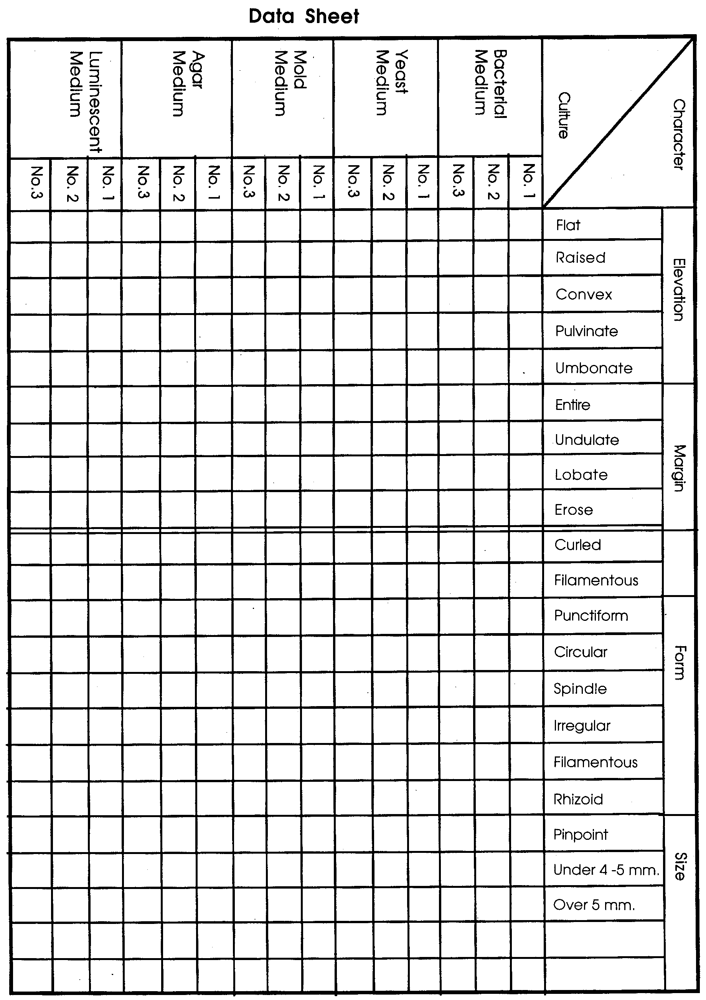 Data Sheet
Character
Culture
Bacterial
Medium
Yeast
Medium
Mold
Medium
Agar
Medium
Luminescent
Medium
No. 1
No. 2
No.3
No. 1
No. 2
No.3
No. 1
No. 2
No.3
No. 1
No. 2
No.3
No. 1
No. 2
No.3
Elevation
Flat
Raised
Convex
Pulvinate
Umbonate
Margin
Entire
Undulate
Lobate
Erose
Curled
Filamentous
Form
Punctiform
Circular
Spindle
Irregular
Filamentous
Rhizoid
Size
Pinpoint
Under 4 -5 mm.
Over 5 mm.